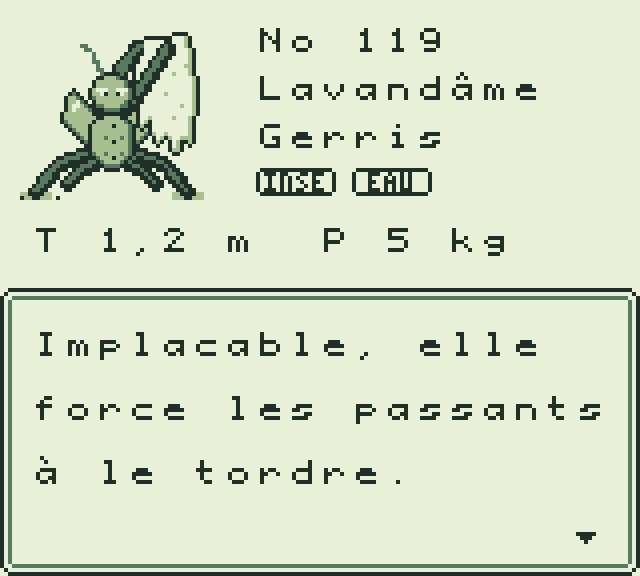 No 119
Lavandâme
Gerris
INSE EAU
T 1,2 m P 5 kg
Implacable, elle
force les passants
à le tordre.